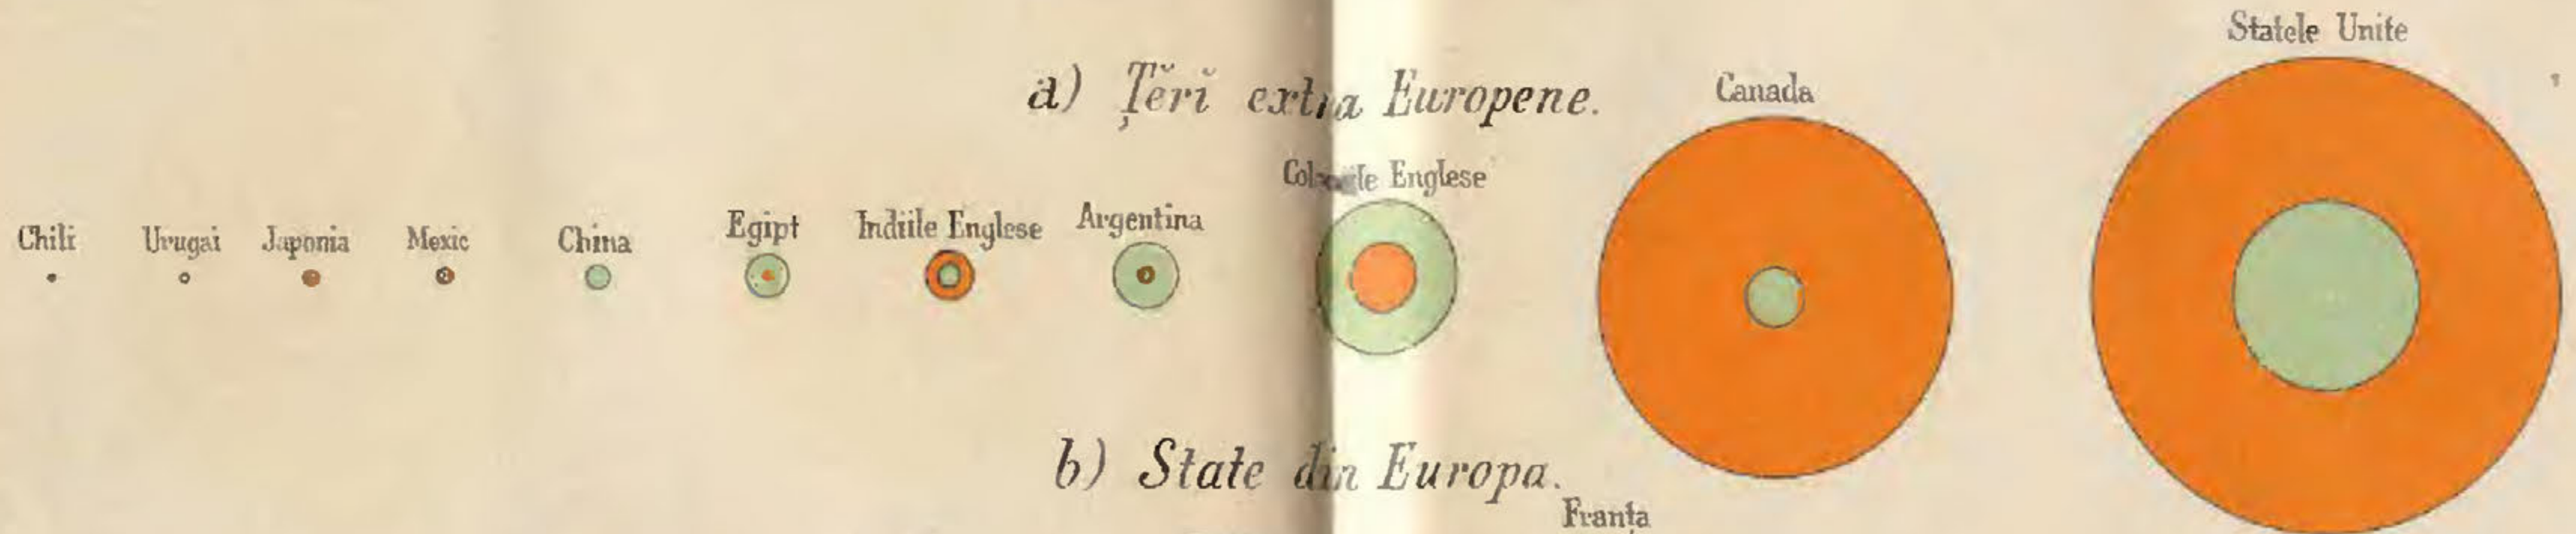 Statele Unite
a) Țĕrĭ extra Europene.
Canada
Englese
Chili Urugai Japonia Mexic China Egipt Indiile Englese Argentina
b) State din Europa.
Franța